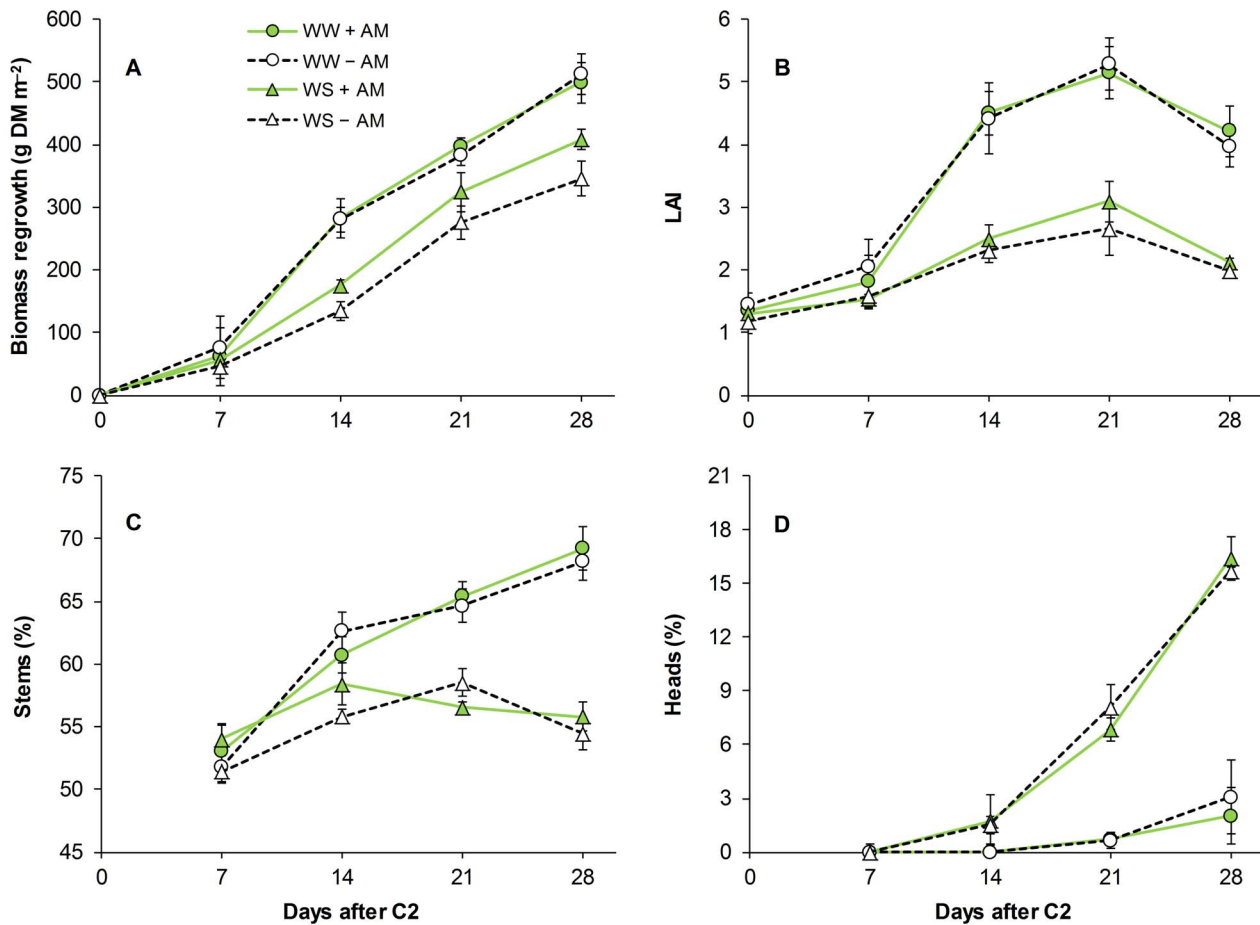 A
Biomass regrowth (g DM m⁻²)
600
500
400
300
200
100
0
0 7 14 21 28
WW + AM
WW – AM
WS + AM
WS – AM
B
LAI
6
5
4
3
2
1
0
0 7 14 21 28
C
Stems (%)
75
70
65
60
55
50
45
0 7 14 21 28
Days after C2
D
Heads (%)
21
18
15
12
9
6
3
0
0 7 14 21 28
Days after C2